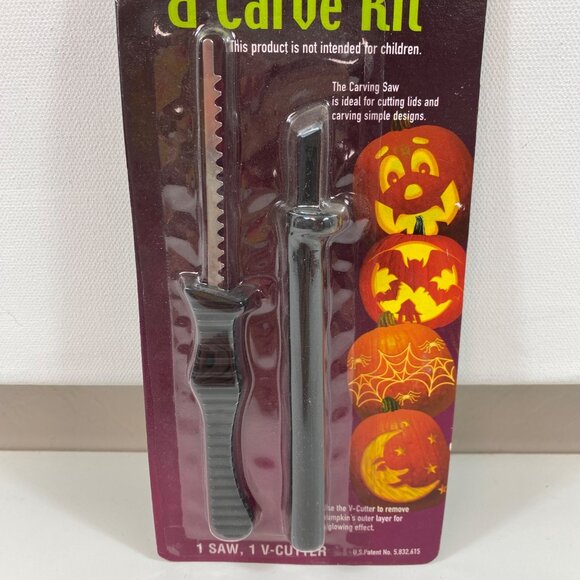 & Carve Kit
This product is not intended for children.
The Carving Saw
is ideal for cutting lids and
carving simple designs.
Use the V-Cutter to remove
pumpkin's outer layer for
glowing effect.
1 SAW, 1 V-CUTTER
U.S. Patent No. 5,832,615